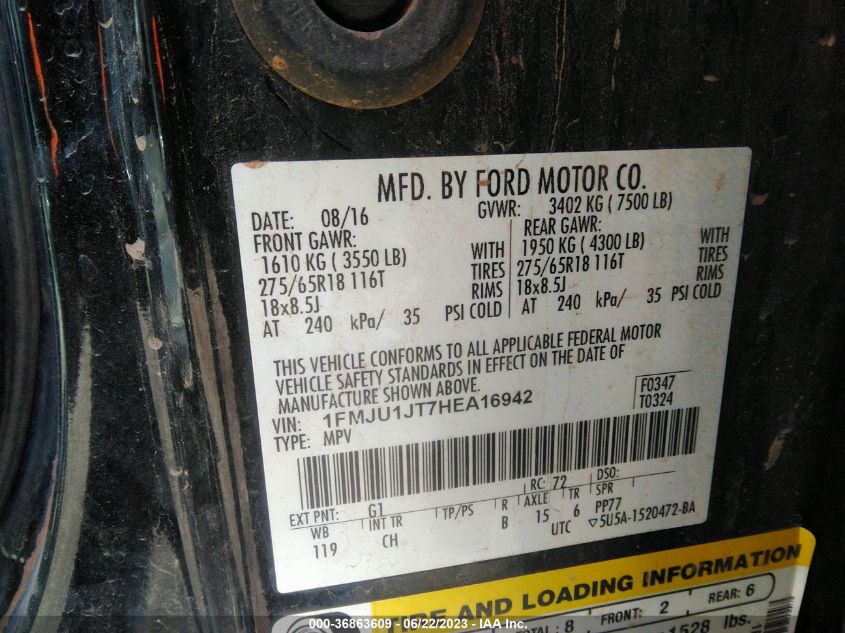 MFD. BY FORD MOTOR CO.
DATE: 08/16 GVWR: 3402 KG ( 7500 LB)
FRONT GAWR: REAR GAWR:
1610 KG ( 3550 LB) WITH 1950 KG ( 4300 LB) WITH
275/65R18 116T TIRES 275/65R18 116T TIRES
18x8.5J RIMS 18x8.5J RIMS
AT 240 kPa/ 35 PSI COLD AT 240 kPa/ 35 PSI COLD
THIS VEHICLE CONFORMS TO ALL APPLICABLE FEDERAL MOTOR
VEHICLE SAFETY STANDARDS IN EFFECT ON THE DATE OF
MANUFACTURE SHOWN ABOVE.
VIN: 1FMJU1JT7HEA16942
TYPE: MPV
F0347
T0324
EXT PNT: G1 RC: 72 DSO:
WB INT TR TP/PS R AXLE TR SPR
119 CH B 15 6 PP77
UTC ▽5U5A-1520472-BA
TIRE AND LOADING INFORMATION
TOTAL: 8 FRONT: 2 REAR: 6
1528 lbs.
000-36863609 - 06/22/2023 - IAA Inc.